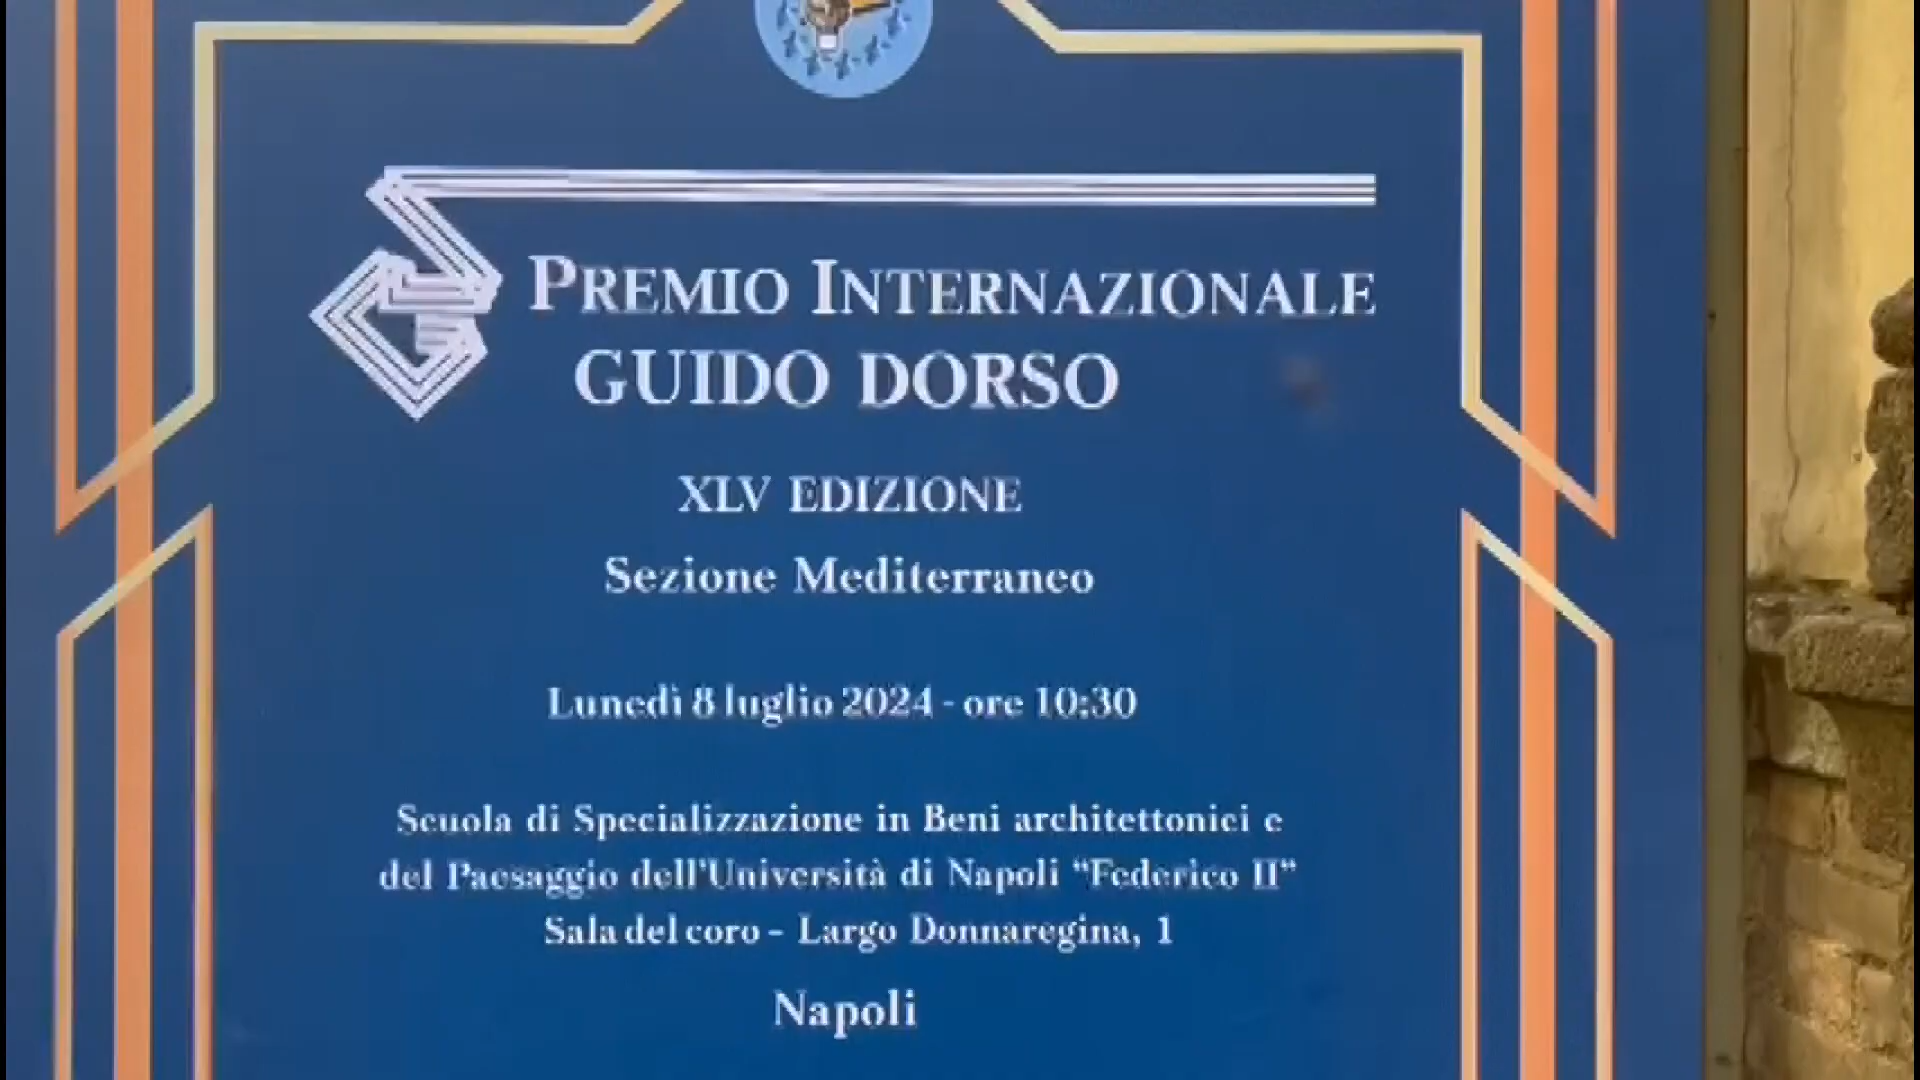 PREMIO INTERNAZIONALE
GUIDO DORSO
XLV EDIZIONE
Sezione Mediterraneo
Lunedì 8 luglio 2024 - ore 10:30
Scuola di Specializzazione in Beni architettonici e
del Paesaggio dell'Università di Napoli “Federico II”
Sala del coro - Largo Donnaregina, 1
Napoli